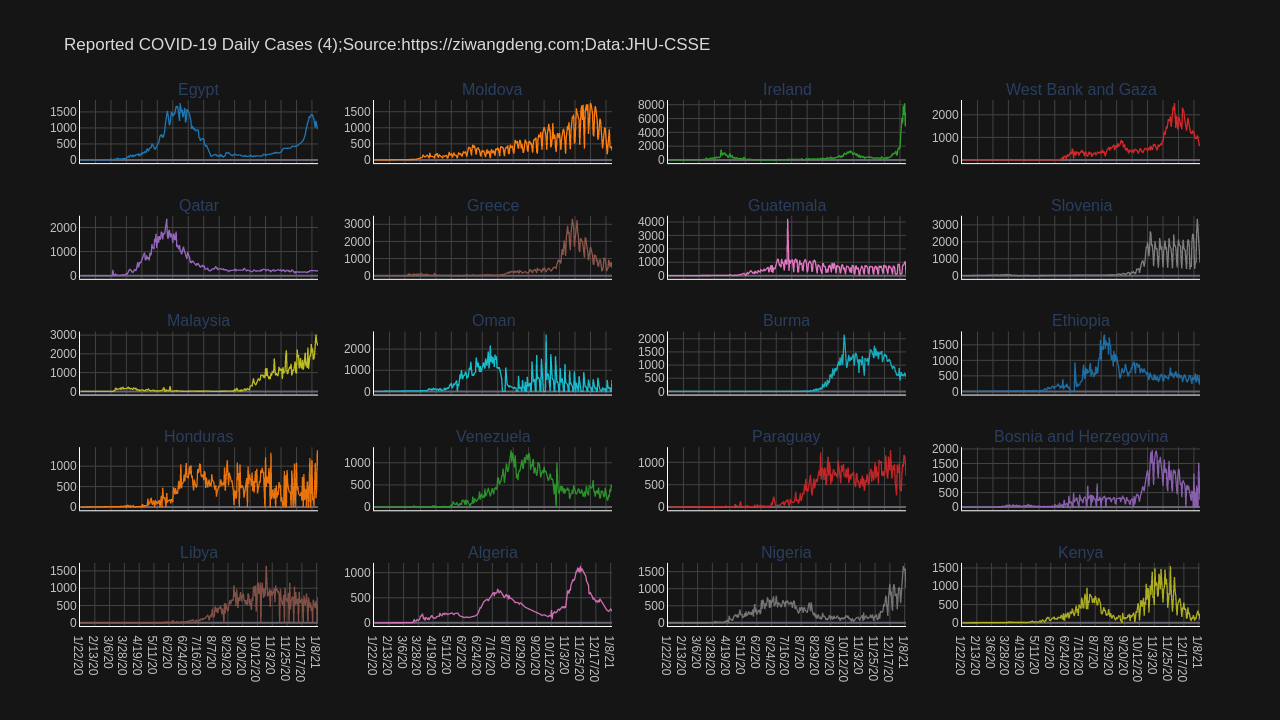 Reported COVID-19 Daily Cases (4);Source:https://ziwangdeng.com;Data:JHU-CSSE
Egypt Moldova Ireland West Bank and Gaza
1500 1000 500 0
1500 1000 500 0
8000 6000 4000 2000 0
2000 1000 0
Qatar Greece Guatemala Slovenia
2000 1000 0
3000 2000 1000 0
4000 3000 2000 1000 0
3000 2000 1000 0
Malaysia Oman Burma Ethiopia
3000 2000 1000 0
2000 1000 0
2000 1500 1000 500 0
1500 1000 500 0
Honduras Venezuela Paraguay Bosnia and Herzegovina
1000 500 0
1000 500 0
1000 500 0
2000 1500 1000 500 0
Libya Algeria Nigeria Kenya
1500 1000 500 0
1000 500 0
1500 1000 500 0
1500 1000 500 0
1/22/20 2/13/20 3/6/20 3/28/20 4/19/20 5/11/20 6/2/20 6/24/20 7/16/20 8/7/20 8/29/20 9/20/20 10/12/20 11/3/20 11/25/20 12/17/20 1/8/21
1/22/20 2/13/20 3/6/20 3/28/20 4/19/20 5/11/20 6/2/20 6/24/20 7/16/20 8/7/20 8/29/20 9/20/20 10/12/20 11/3/20 11/25/20 12/17/20 1/8/21
1/22/20 2/13/20 3/6/20 3/28/20 4/19/20 5/11/20 6/2/20 6/24/20 7/16/20 8/7/20 8/29/20 9/20/20 10/12/20 11/3/20 11/25/20 12/17/20 1/8/21
1/22/20 2/13/20 3/6/20 3/28/20 4/19/20 5/11/20 6/2/20 6/24/20 7/16/20 8/7/20 8/29/20 9/20/20 10/12/20 11/3/20 11/25/20 12/17/20 1/8/21